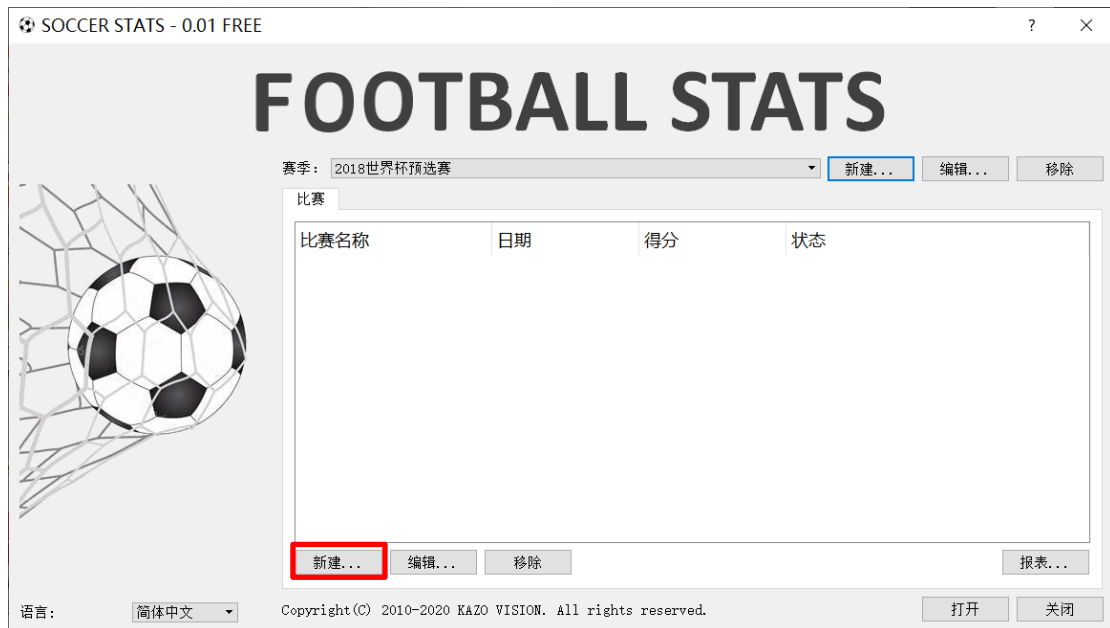 SOCCER STATS - 0.01 FREE ?
FOOTBALL STATS
赛季： 2018世界杯预选赛 新建... 编辑... 移除
比赛
比赛名称 日期 得分 状态
新建... 编辑... 移除 报表...
语言： 简体中文 Copyright(C) 2010-2020 KAZO VISION. All rights reserved. 打开 关闭